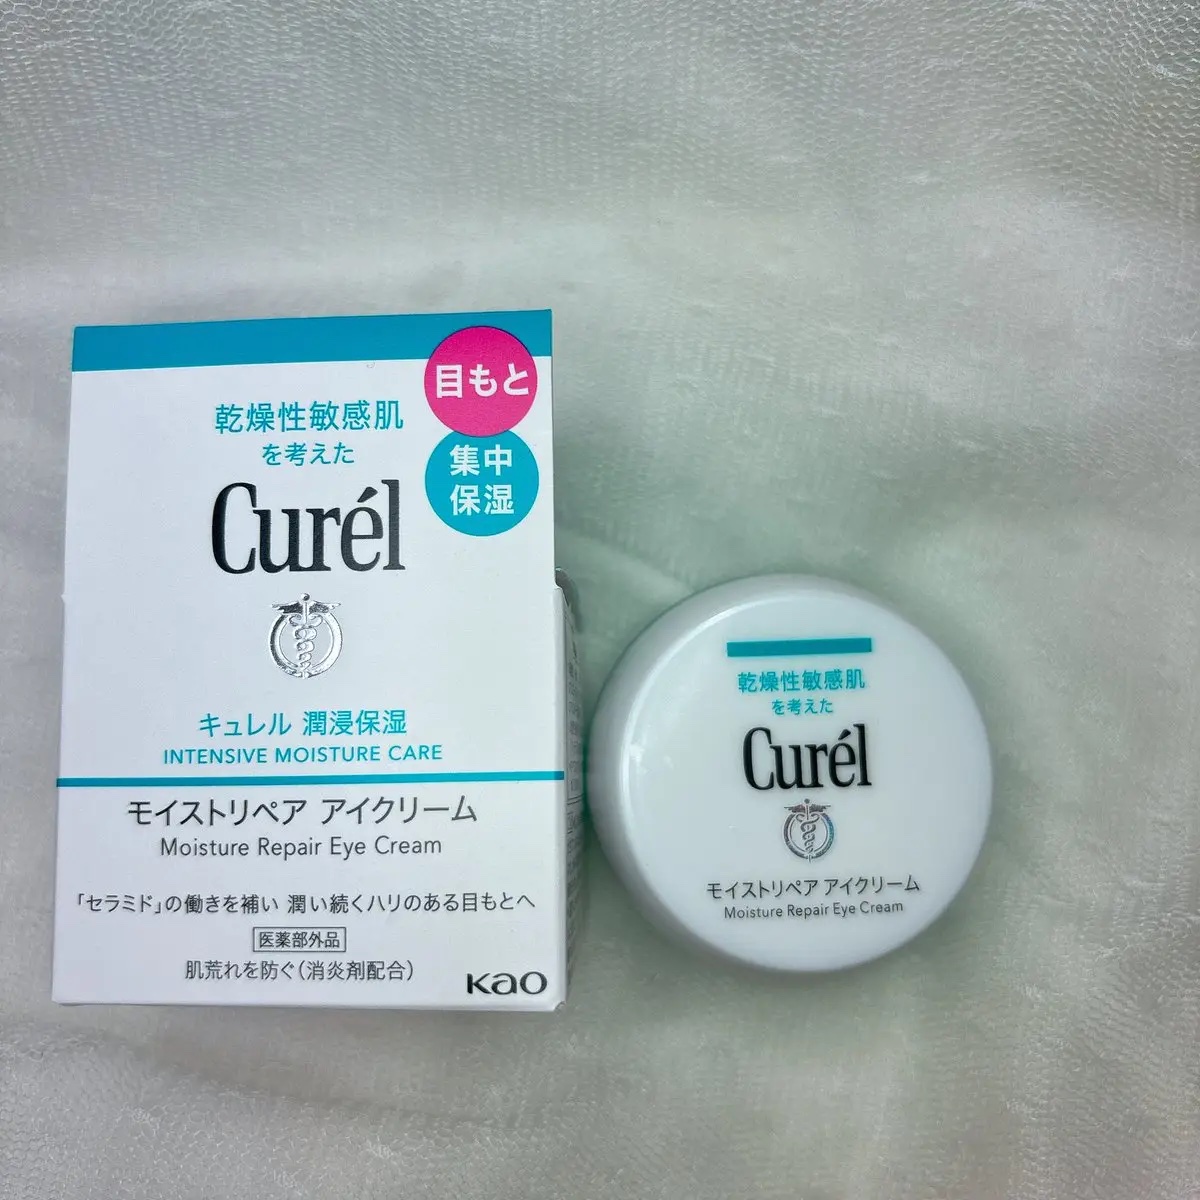 目もと
集中
保湿
乾燥性敏感肌
を考えた
Curél
キュレル 潤浸保湿
INTENSIVE MOISTURE CARE
モイストリペア アイクリーム
Moisture Repair Eye Cream
「セラミド」の働きを補い 潤い続くハリのある目もとへ
医薬部外品
肌荒れを防ぐ(消炎剤配合)
Kao
乾燥性敏感肌
を考えた
Curél
モイストリペア アイクリーム
Moisture Repair Eye Cream